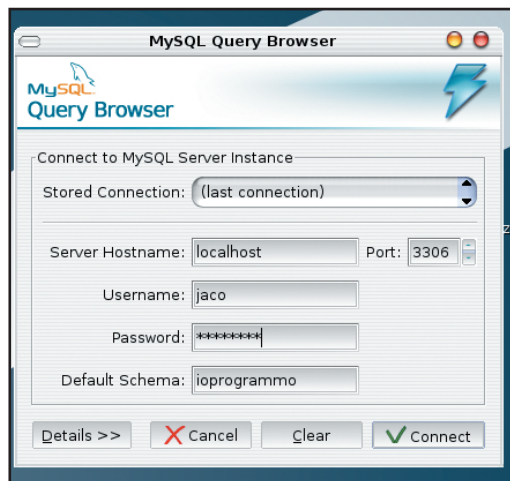 MySQL Query Browser
MySQL
Query Browser
Connect to MySQL Server Instance
Stored Connection: (last connection)
Server Hostname: localhost Port: 3306
Username: jaco
Password: ********
Default Schema: ioprogrammo
Details >> Cancel Clear Connect
z